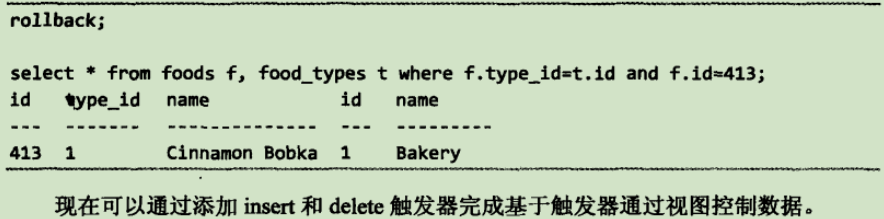 rollback;
select * from foods f, food_types t where f.type_id=t.id and f.id=413;
id type_id name id name
--- ------- -------------- --- ---------
413 1 Cinnamon Bobka 1 Bakery
现在可以通过添加 insert 和 delete 触发器完成基于触发器通过视图控制数据。